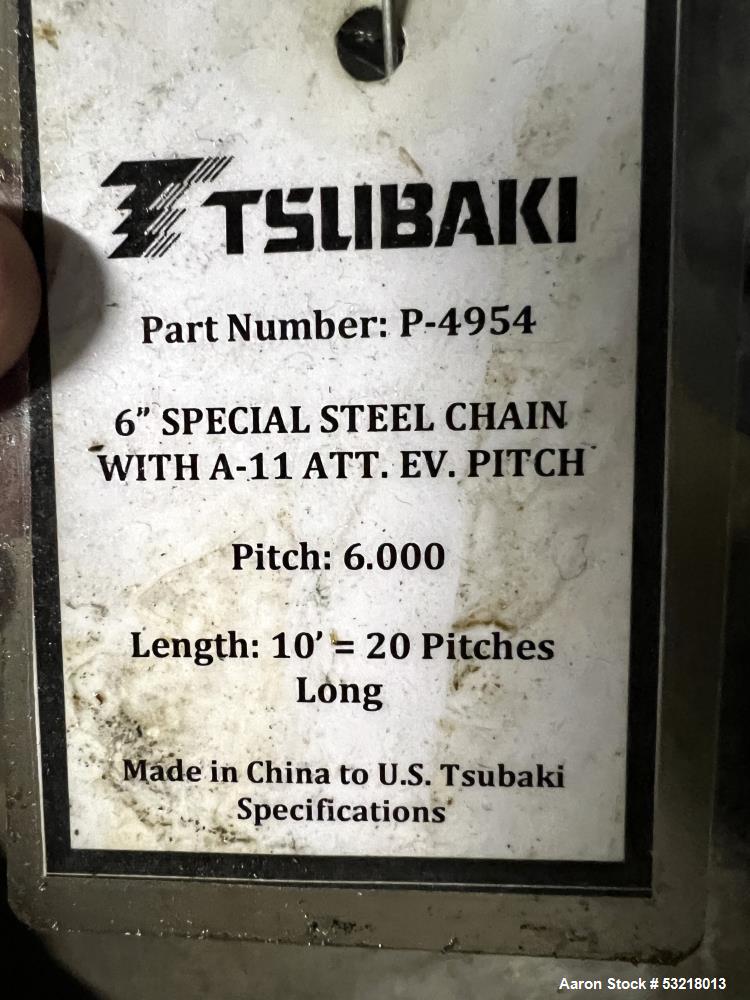 TSUBAKI
Part Number: P-4954
6” SPECIAL STEEL CHAIN
WITH A-11 ATT. EV. PITCH
Pitch: 6.000
Length: 10’ = 20 Pitches
Long
Made in China to U.S. Tsubaki
Specifications
Aaron Stock # 53218013